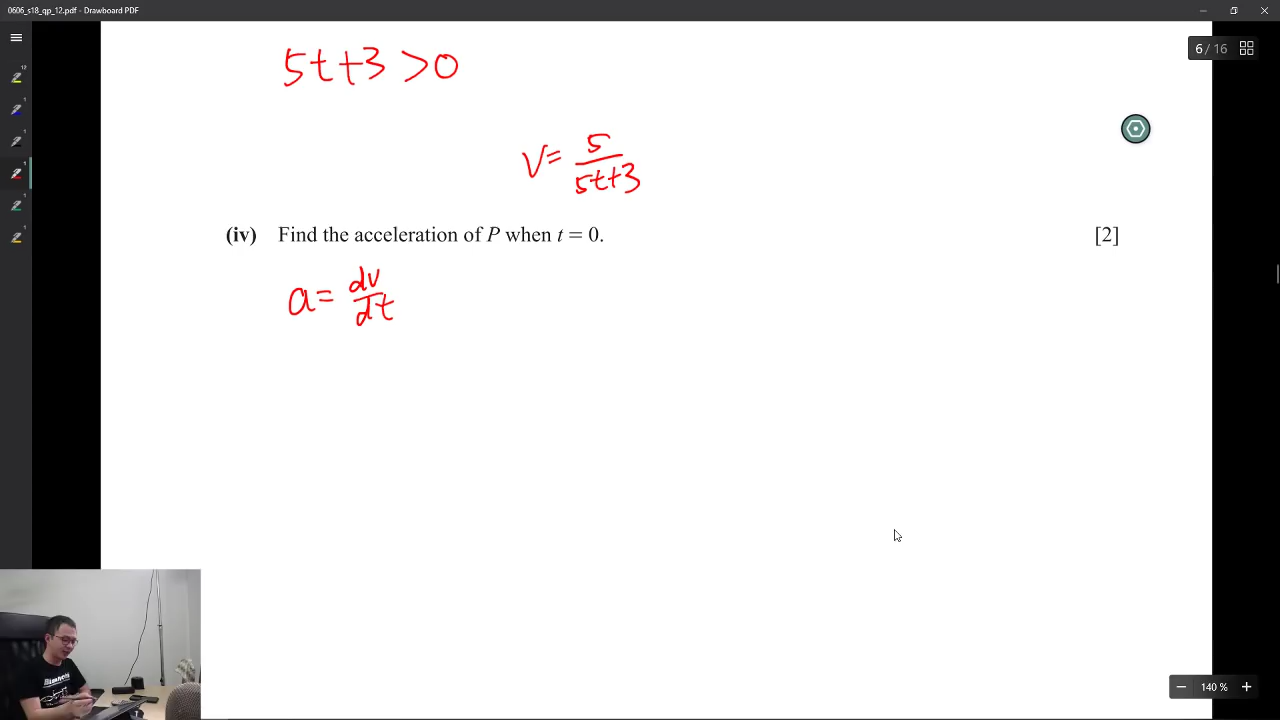 0606_s18_qp_12.pdf - Drawboard PDF
6 / 16
5t+3 >0
v= 5/(5t+3)
(iv) Find the acceleration of P when t = 0. [2]
a= dv/dt
140 %